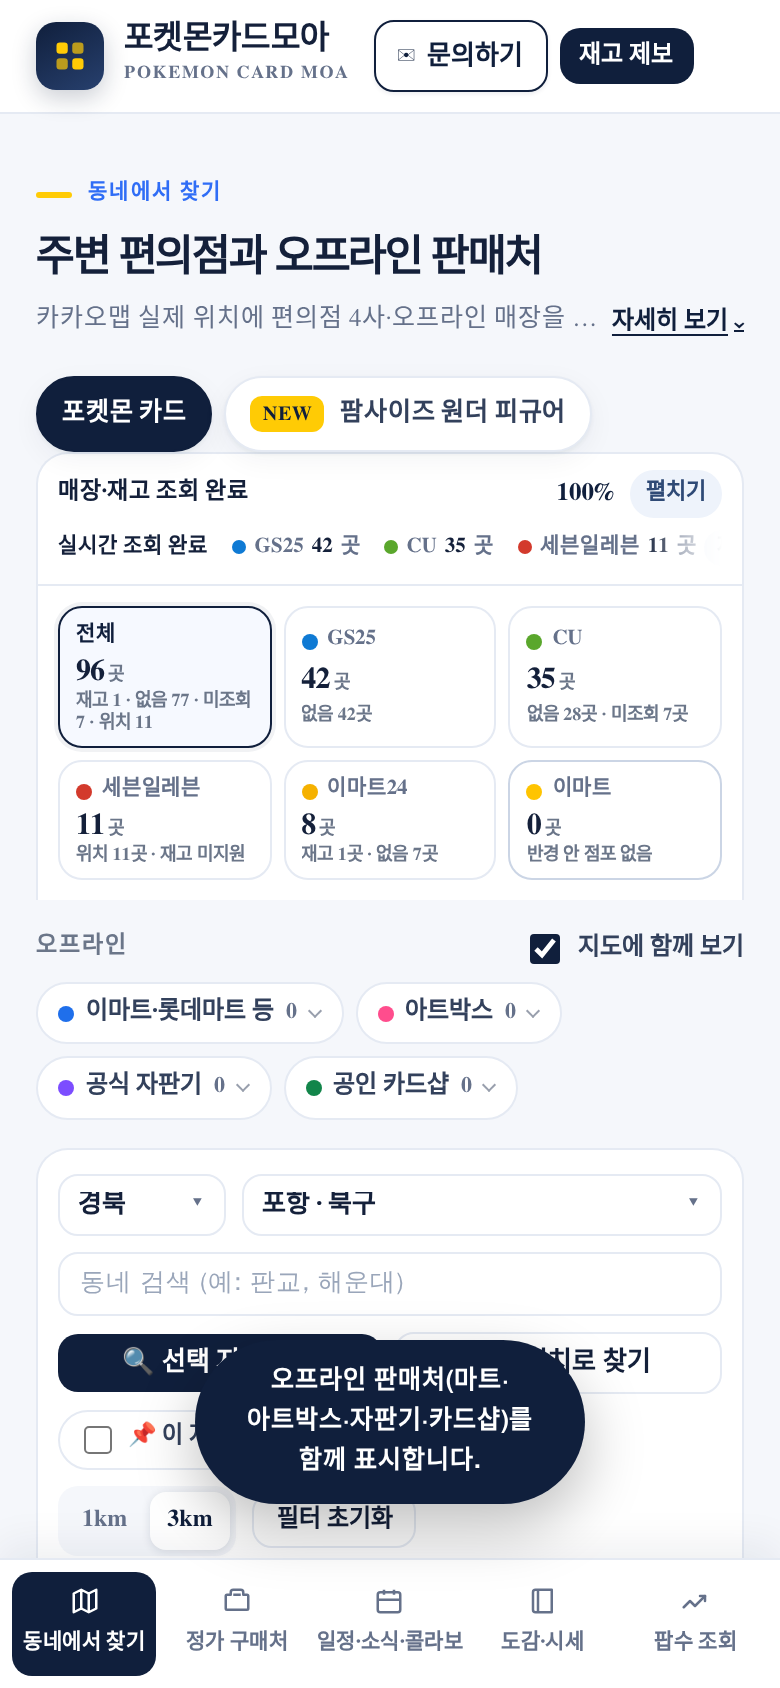 포켓몬카드모아
POKEMON CARD MOA
✉ 문의하기
재고 제보
동네에서 찾기
주변 편의점과 오프라인 판매처
카카오맵 실제 위치에 편의점 4사·오프라인 매장을 … 자세히 보기
포켓몬 카드
NEW 팜사이즈 원더 피규어
매장·재고 조회 완료 100% 펼치기
실시간 조회 완료 GS25 42 곳 CU 35 곳 세븐일레븐 11 곳
전체
96곳
재고 1 · 없음 77 · 미조회
7 · 위치 11
GS25
42곳
없음 42곳
CU
35곳
없음 28곳 · 미조회 7곳
세븐일레븐
11곳
위치 11곳 · 재고 미지원
이마트24
8곳
재고 1곳 · 없음 7곳
이마트
0곳
반경 안 점포 없음
오프라인
지도에 함께 보기
이마트·롯데마트 등 0
아트박스 0
공식 자판기 0
공인 카드샵 0
경북
포항 · 북구
동네 검색 (예: 판교, 해운대)
🔍 선택
찾기
📌 이
오프라인 판매처(마트·
아트박스·자판기·카드샵)를
함께 표시합니다.
1km
3km
필터 초기화
동네에서 찾기
정가 구매처
일정·소식·콜라보
도감·시세
팝수 조회